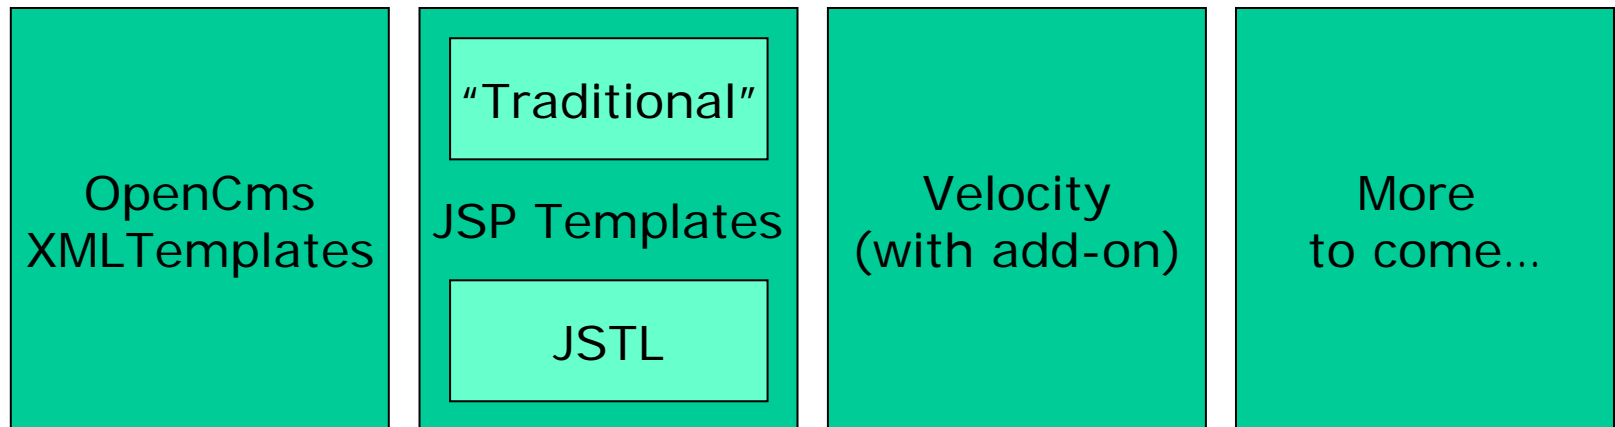 OpenCms
XMLTemplates
“Traditional”
JSP Templates
JSTL
Velocity
(with add-on)
More
to come...